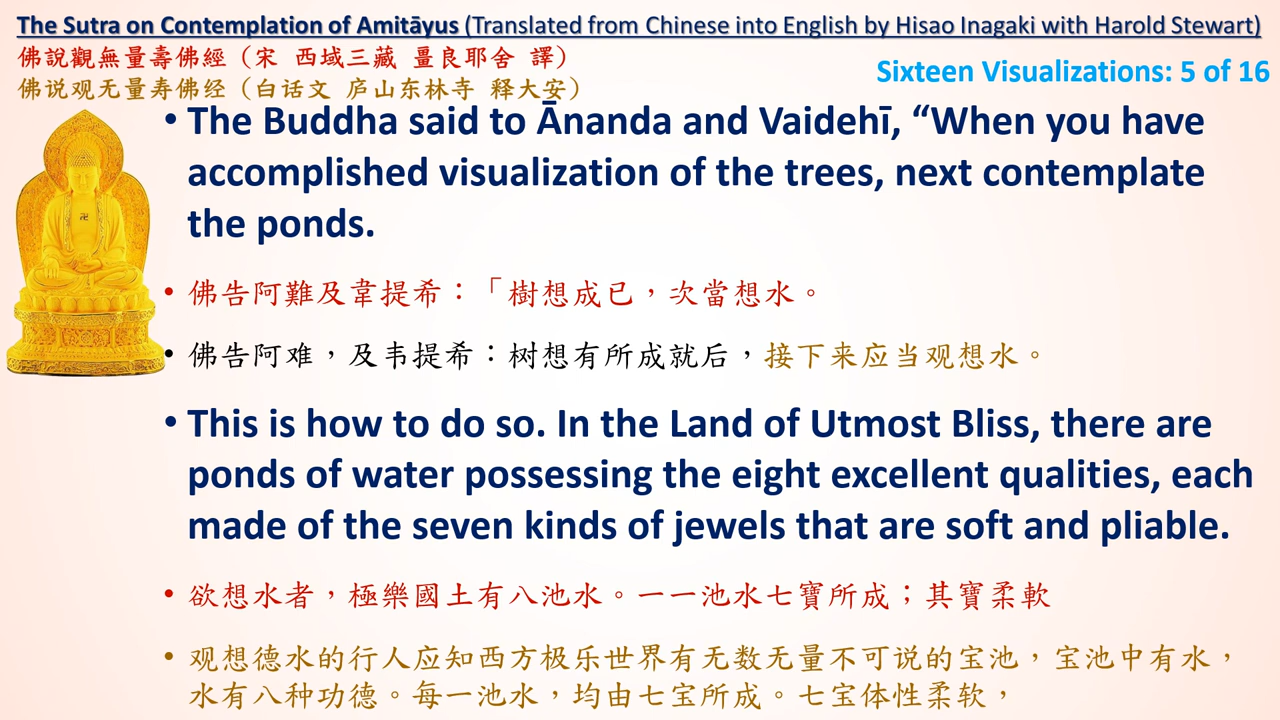 The Sutra on Contemplation of Amitāyus (Translated from Chinese into English by Hisao Inagaki with Harold Stewart)
佛說觀無量壽佛經（宋 西域三藏 畺良耶舍 譯）
佛说观无量寿佛经（白话文 庐山东林寺 释大安）
Sixteen Visualizations: 5 of 16
• The Buddha said to Ānanda and Vaidehī, “When you have
accomplished visualization of the trees, next contemplate
the ponds.
卍
• 佛告阿難及韋提希：「樹想成已，次當想水。
• 佛告阿难，及韦提希：树想有所成就后，接下来应当观想水。
• This is how to do so. In the Land of Utmost Bliss, there are
ponds of water possessing the eight excellent qualities, each
made of the seven kinds of jewels that are soft and pliable.
• 欲想水者，極樂國土有八池水。一一池水七寶所成；其寶柔軟
• 观想德水的行人应知西方极乐世界有无数无量不可说的宝池，宝池中有水，
水有八种功德。每一池水，均由七宝所成。七宝体性柔软，